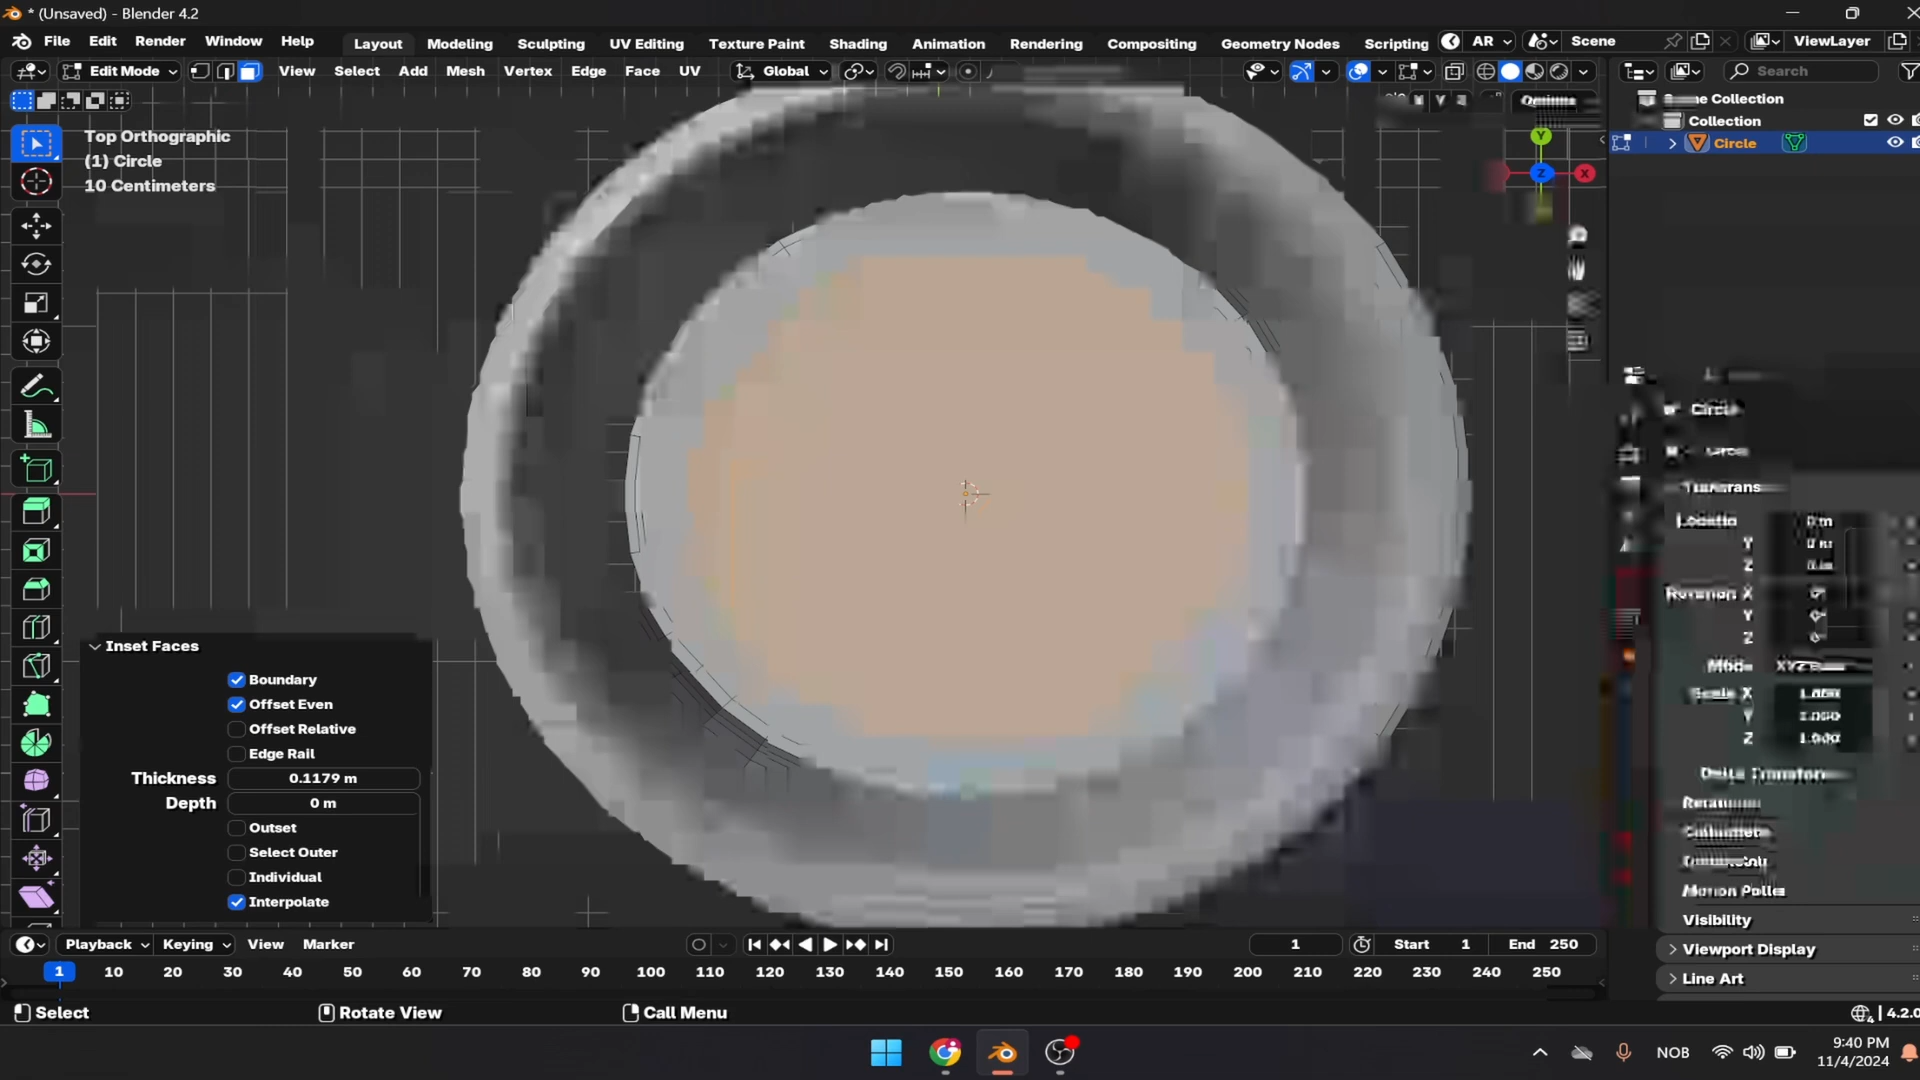 * (Unsaved) - Blender 4.2
File Edit Render Window Help
Layout Modeling Sculpting UV Editing Texture Paint Shading Animation Rendering Compositing Geometry Nodes Scripting
AR Scene ViewLayer
Edit Mode View Select Add Mesh Vertex Edge Face UV Global
Search
Top Orthographic
(1) Circle
10 Centimeters
Collection
Collection
Circle
Y
Z
X
Circle
Y
Z
Rotation X
Y
Z
Mode
Scale X
Y
Z
Visibility
Viewport Display
Line Art
Inset Faces
Boundary
Offset Even
Offset Relative
Edge Rail
Thickness 0.1179 m
Depth 0 m
Outset
Select Outer
Individual
Interpolate
Playback Keying View Marker
1 Start 1 End 250
1 10 20 30 40 50 60 70 80 90 100 110 120 130 140 150 160 170 180 190 200 210 220 230 240 250
Select Rotate View Call Menu
4 4.2.0
NOB
9:40 PM
11/4/2024